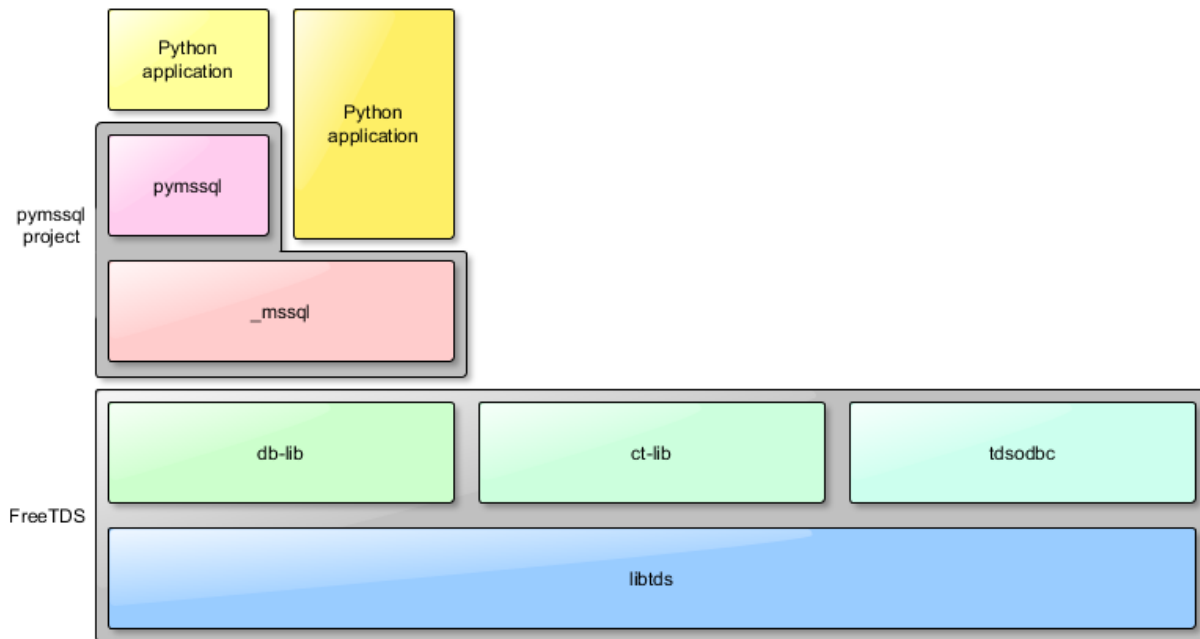 Python
application
Python
application
pymssql
pymssql
project
_mssql
db-lib
ct-lib
tdsodbc
FreeTDS
libtds